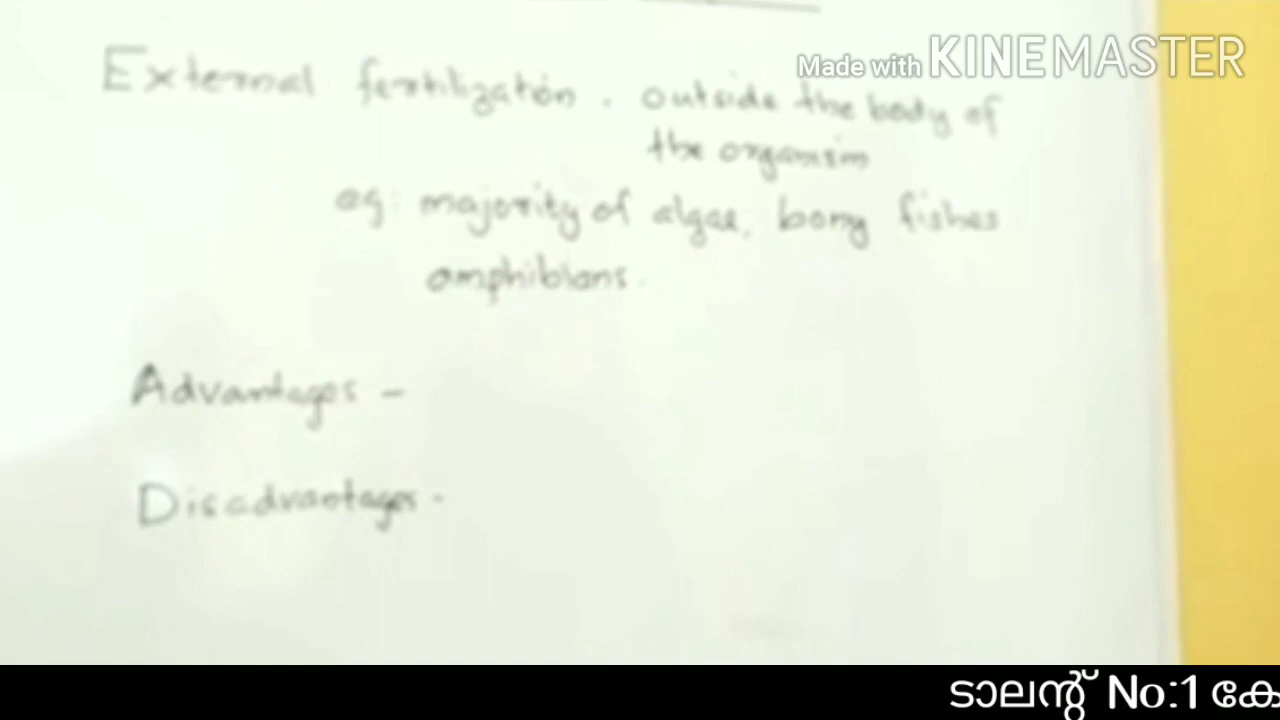 Made with KINEMASTER
External fertilization. outside the body of
the organism
eg: majority of algae, bony fishes
amphibians.
Advantages -
Disadvantages -
ടാലന്റ് No:1 കേ